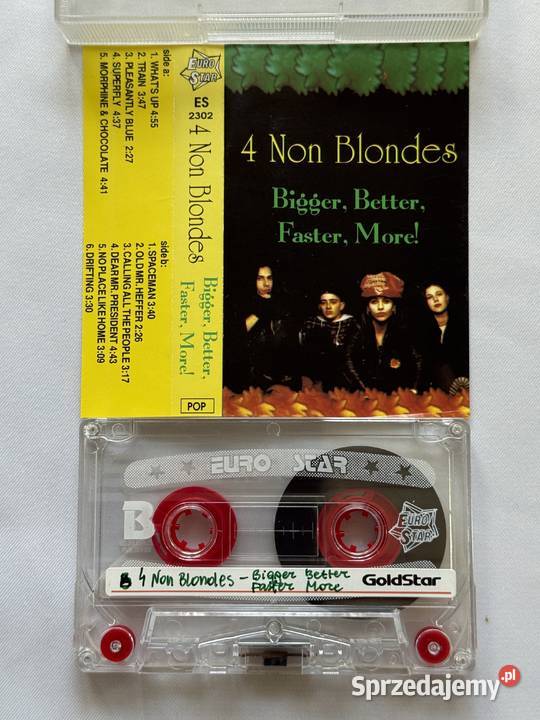 side a:
1. WHAT'S UP 4:55
2. TRAIN 3:47
3. PLEASANTLY BLUE 2:27
4. SUPERFLY 4:37
5. MORPHINE & CHOCOLATE 4:41
side b:
1. SPACEMAN 3:40
2. OLD MR. HEFFER 2:26
3. CALLING ALL THE PEOPLE 3:17
4. DEAR MR. PRESIDENT 4:43
5. NO PLACE LIKE HOME 3:09
6. DRIFTING 3:30
EURO STAR
ES
2302
4 Non Blondes
Bigger, Better,
Faster, More!
POP
4 Non Blondes
Bigger, Better,
Faster, More!
EURO STAR
B
EURO STAR
B 4 Non Blondes - Bigger Better
Faster More
GoldStar
Sprzedajemy.pl